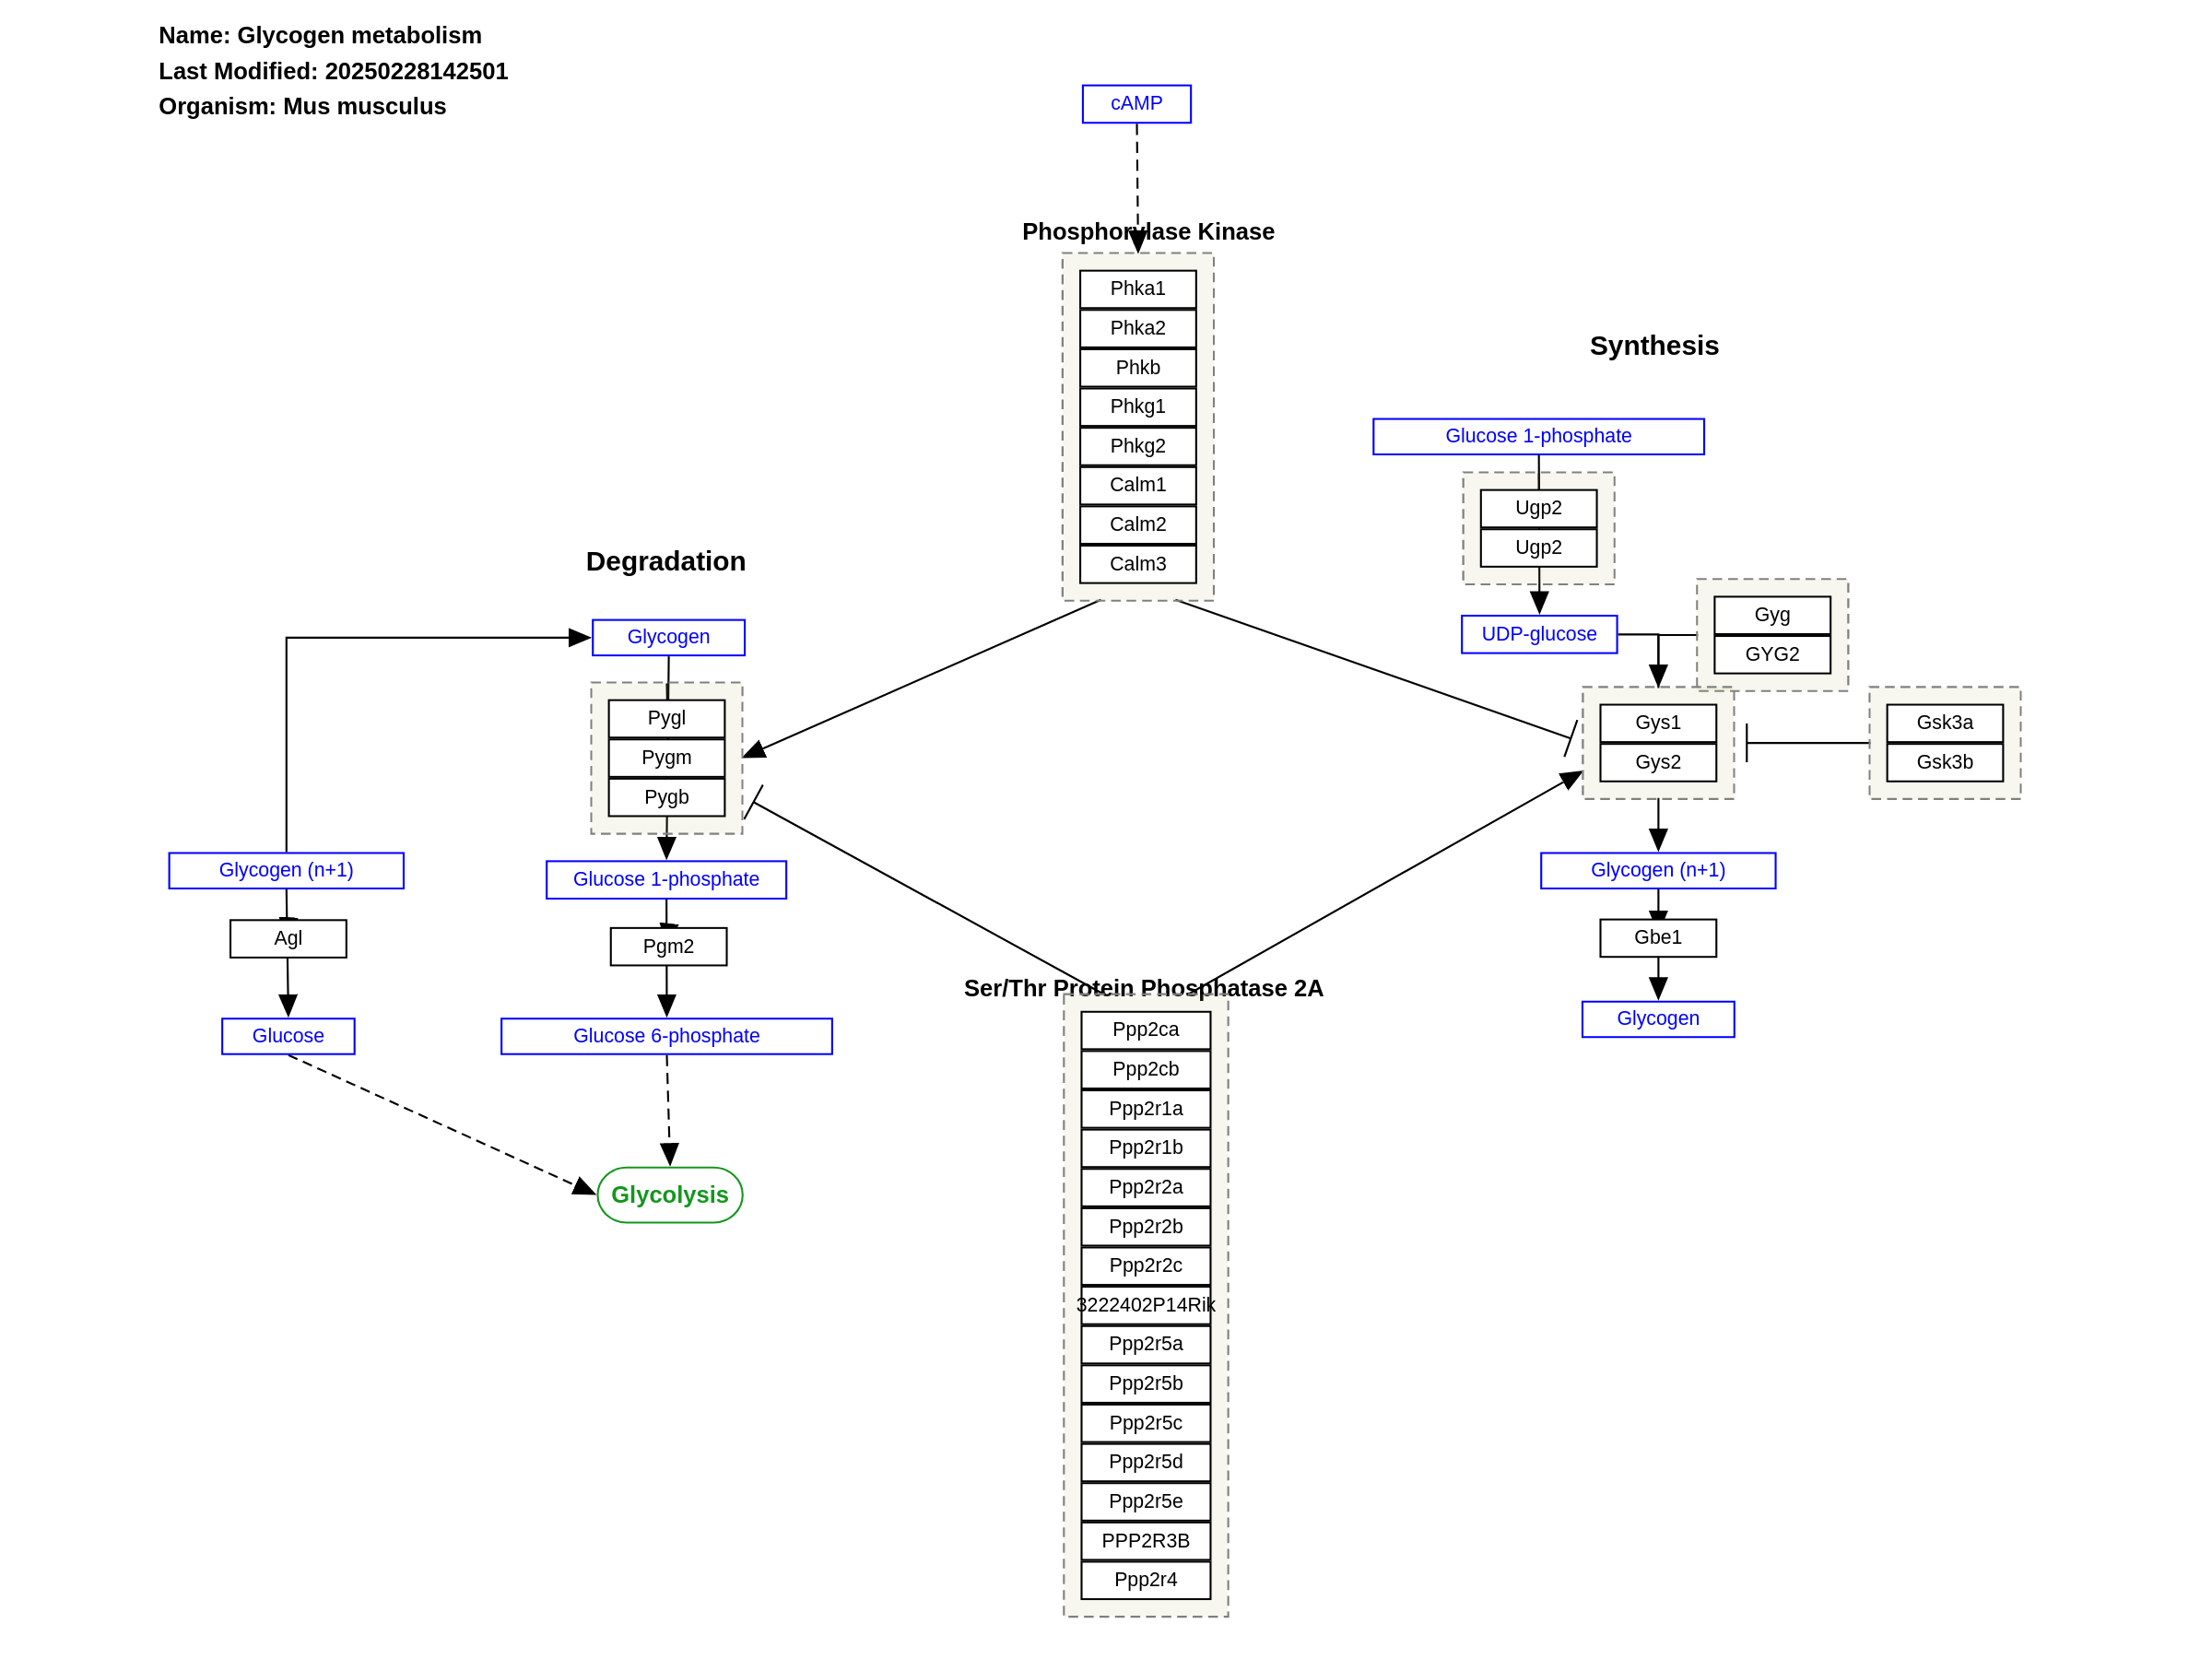 Name: Glycogen metabolism
Last Modified: 20250228142501
Organism: Mus musculus
cAMP
Phosphorylase Kinase
Phka1
Phka2
Phkb
Phkg1
Phkg2
Calm1
Calm2
Calm3
Synthesis
Glucose 1-phosphate
Ugp2
Ugp2
UDP-glucose
Gyg
GYG2
Gys1
Gys2
Gsk3a
Gsk3b
Glycogen (n+1)
Gbe1
Glycogen
Degradation
Glycogen
Pygl
Pygm
Pygb
Glycogen (n+1)
Agl
Glucose
Glucose 1-phosphate
Pgm2
Glucose 6-phosphate
Glycolysis
Ser/Thr Protein Phosphatase 2A
Ppp2ca
Ppp2cb
Ppp2r1a
Ppp2r1b
Ppp2r2a
Ppp2r2b
Ppp2r2c
3222402P14Rik
Ppp2r5a
Ppp2r5b
Ppp2r5c
Ppp2r5d
Ppp2r5e
PPP2R3B
Ppp2r4